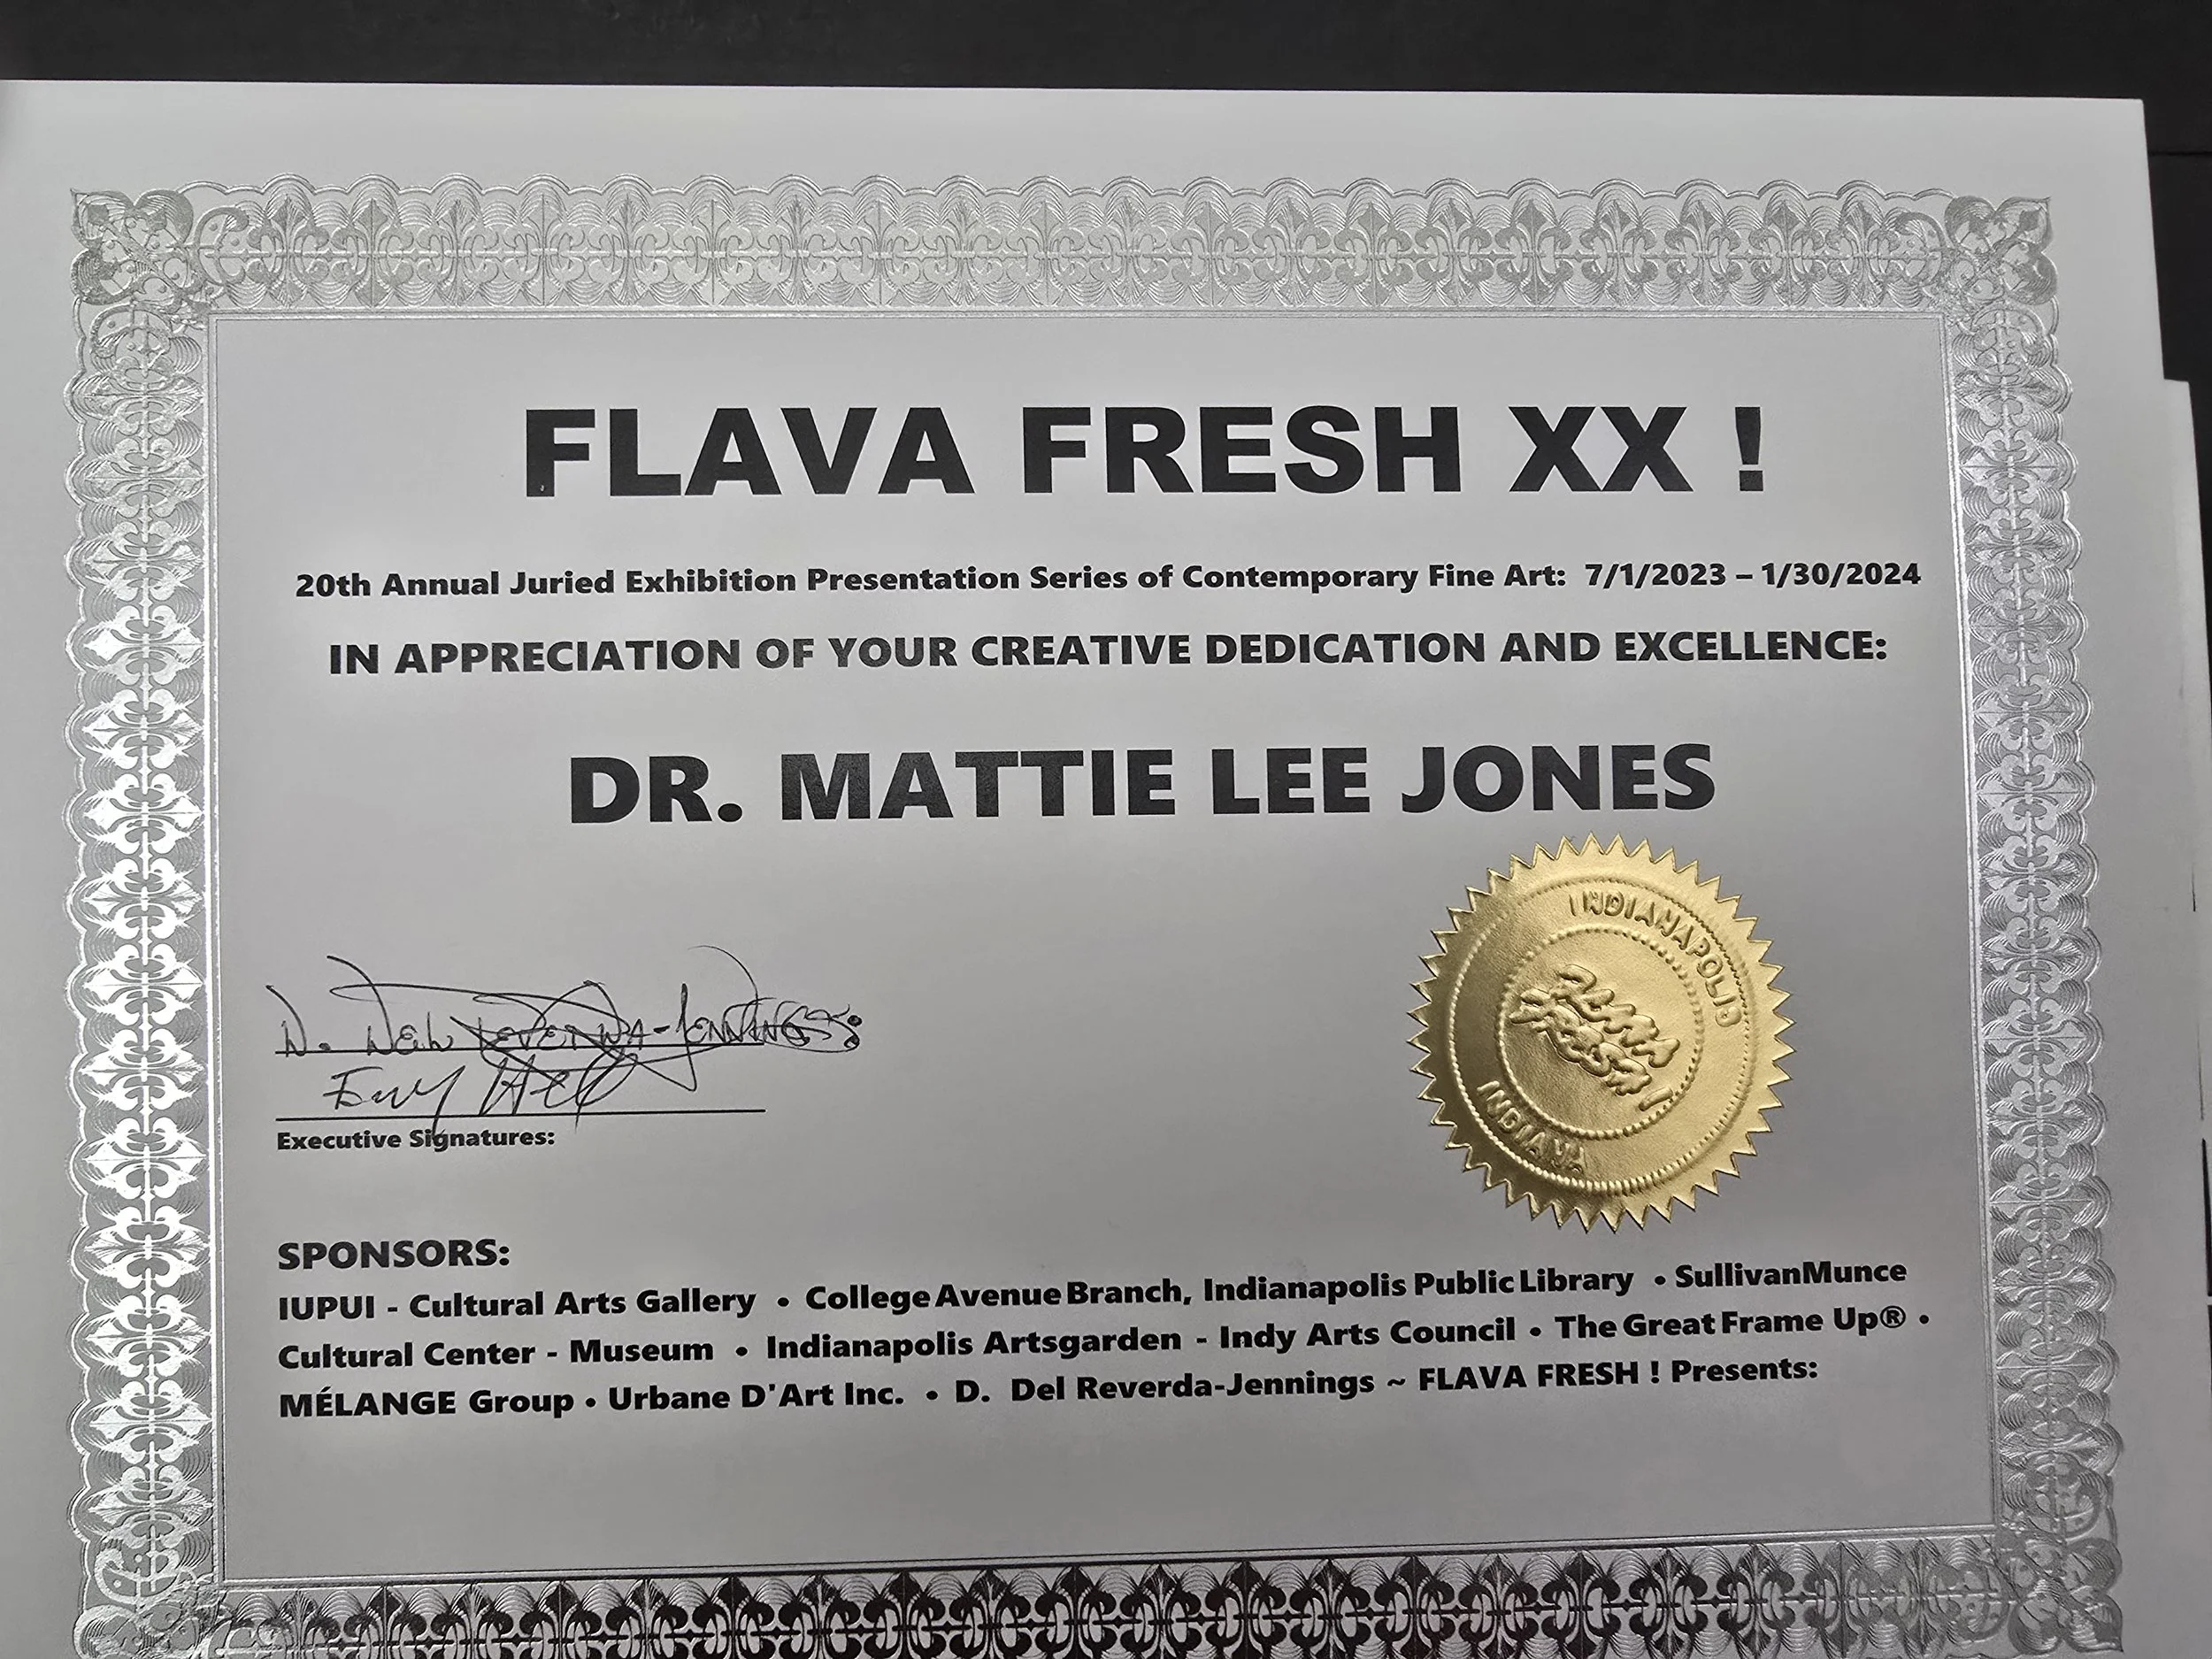 FLAVA FRESH XX !
20th Annual Juried Exhibition Presentation Series of Contemporary Fine Art: 7/1/2023 – 1/30/2024
IN APPRECIATION OF YOUR CREATIVE DEDICATION AND EXCELLENCE:
DR. MATTIE LEE JONES
INDIANAPOLIS
FLAVA
FRESH !
INDIANA
Executive Signatures:
SPONSORS:
IUPUI - Cultural Arts Gallery • College Avenue Branch, Indianapolis Public Library • SullivanMunce
Cultural Center - Museum • Indianapolis Artsgarden - Indy Arts Council • The Great Frame Up® •
MÉLANGE Group • Urbane D'Art Inc. • D. Del Reverda-Jennings ~ FLAVA FRESH ! Presents: